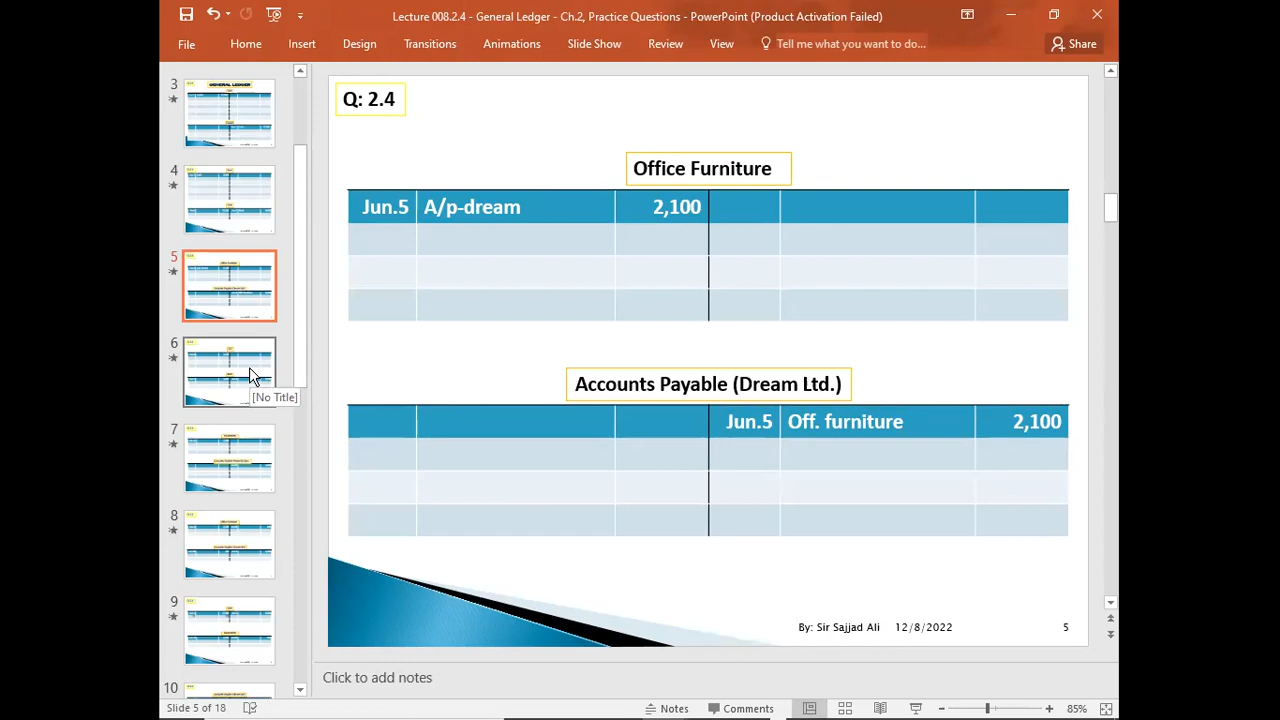 Lecture 008.2.4 - General Ledger - Ch.2, Practice Questions - PowerPoint (Product Activation Failed)
File Home Insert Design Transitions Animations Slide Show Review View Tell me what you want to do... Share
3
GENERAL LEDGER
4
5
6
[No Title]
7
8
9
10
Q: 2.4
Office Furniture
Jun.5 A/p-dream 2,100
Accounts Payable (Dream Ltd.)
Jun.5 Off. furniture 2,100
By: Sir Sajjad Ali 12/8/2022 5
Click to add notes
Slide 5 of 18 Notes Comments 85%